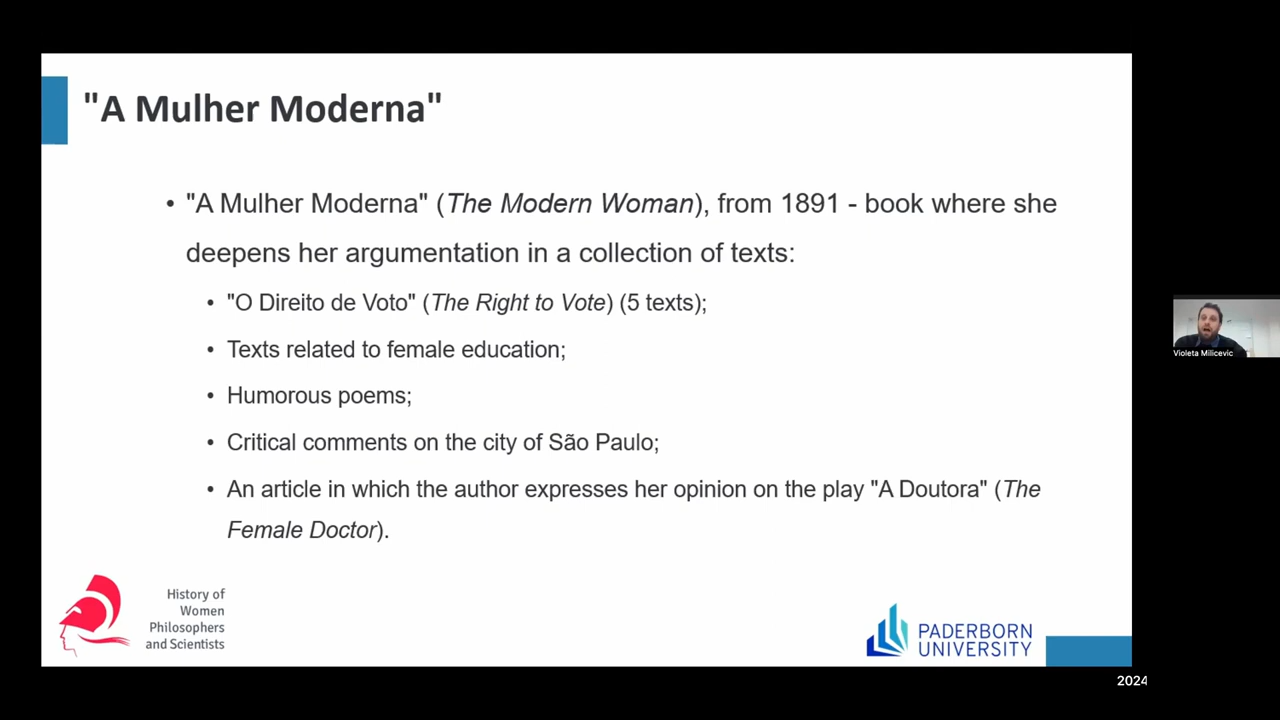 "A Mulher Moderna"
• "A Mulher Moderna" (The Modern Woman), from 1891 - book where she
deepens her argumentation in a collection of texts:
• "O Direito de Voto" (The Right to Vote) (5 texts);
• Texts related to female education;
• Humorous poems;
• Critical comments on the city of São Paulo;
• An article in which the author expresses her opinion on the play "A Doutora" (The
Female Doctor).
Violeta Milicevic
History of
Women
Philosophers
and Scientists
PADERBORN
UNIVERSITY
2024